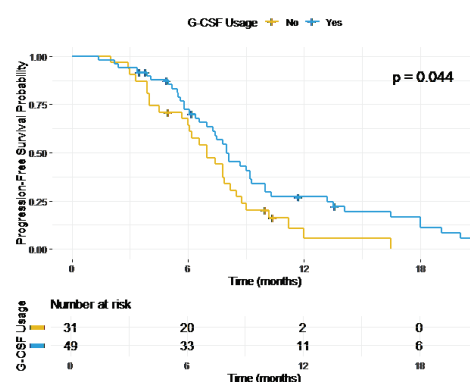 G-CSF Usage No Yes
Progression-Free Survival Probability
1.00
0.75
0.50
0.25
0.00
p = 0.044
0 6 12 18
Time (months)
Number at risk
G-CSF Usage
31 20 2 0
49 33 11 6
0 6 12 18
Time (months)